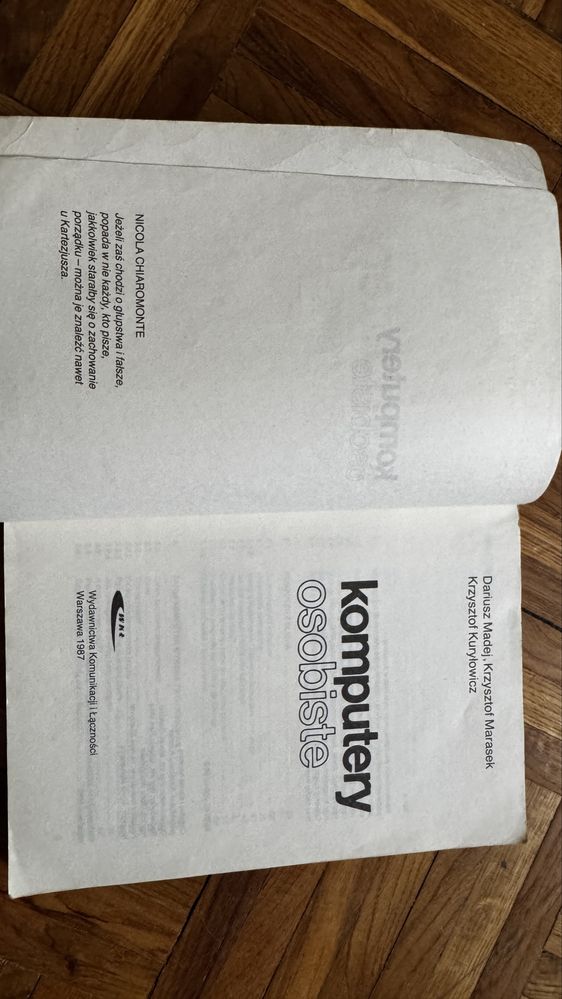 NICOLA CHIAROMONTE
Jeżeli zaś chodzi o głupstwa i fałsze,
popada w nie każdy, kto pisze,
jakkolwiek starałby się o zachowanie
porządku – można je znaleźć nawet
u Kartezjusza.
Dariusz Madej, Krzysztof Marasek
Krzysztof Kuryłowicz
komputery
osobiste
wkł
Wydawnictwa Komunikacji i Łączności
Warszawa 1987